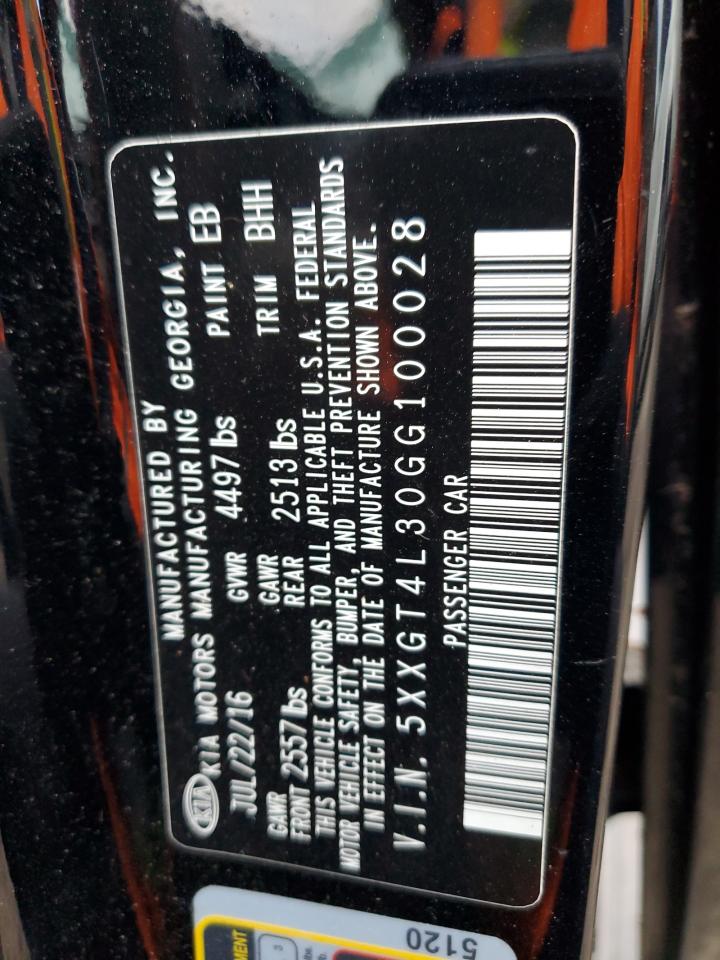 MANUFACTURED BY
KIA KIA MOTORS MANUFACTURING GEORGIA, INC.
JUL/22/16 GVWR 4497 lbs PAINT EB
GAWR FRONT 2557 lbs GAWR REAR 2513 lbs TRIM BHH
THIS VEHICLE CONFORMS TO ALL APPLICABLE U.S.A. FEDERAL
MOTOR VEHICLE SAFETY, BUMPER, AND THEFT PREVENTION STANDARDS
IN EFFECT ON THE DATE OF MANUFACTURE SHOWN ABOVE.
V.I.N. 5XXGT4L30GG100028
PASSENGER CAR
5120